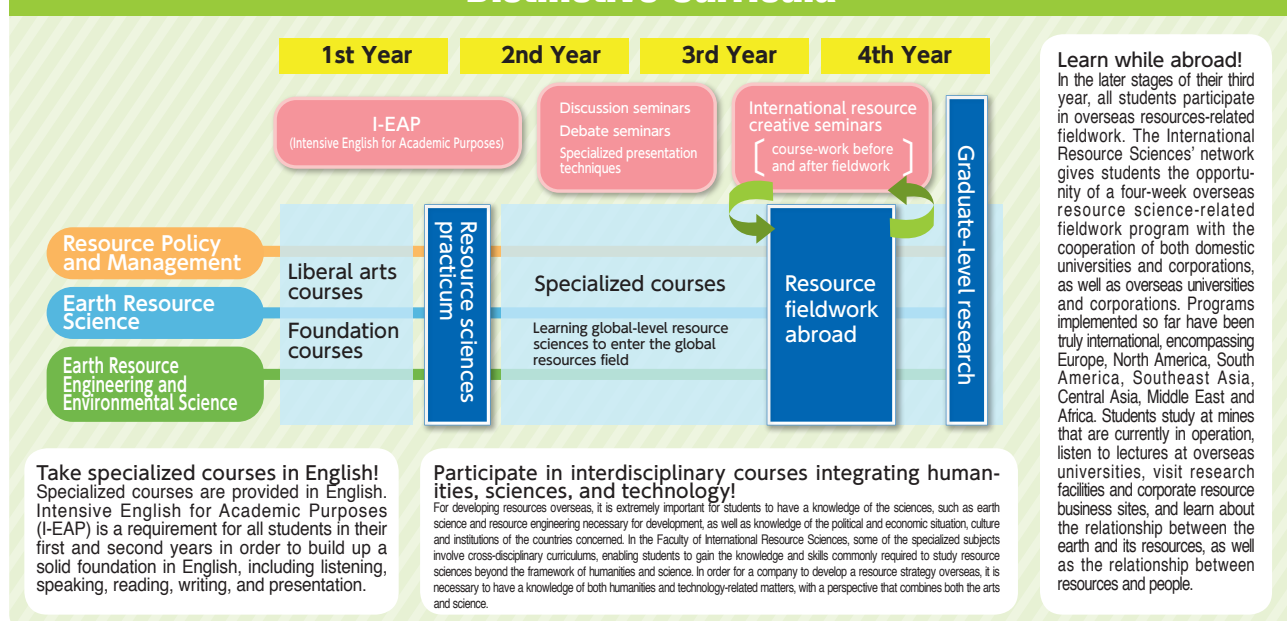 1st Year
2nd Year
3rd Year
4th Year
I-EAP
(Intensive English for Academic Purposes)
Discussion seminars
Debate seminars
Specialized presentation
techniques
International resource
creative seminars
course-work before
and after fieldwork
Resource Policy
and Management
Earth Resource
Science
Earth Resource
Engineering and
Environmental Science
Liberal arts
courses
Foundation
courses
Resource sciences
practicum
Specialized courses
Learning global-level resource
sciences to enter the global
resources field
Resource
fieldwork
abroad
Graduate-level research
Learn while abroad!
In the later stages of their third
year, all students participate
in overseas resources-related
fieldwork. The International
Resource Sciences' network
gives students the opportu-
nity of a four-week overseas
resource science-related
fieldwork program with the
cooperation of both domestic
universities and corporations,
as well as overseas universities
and corporations. Programs
implemented so far have been
truly international, encompassing
Europe, North America, South
America, Southeast Asia,
Central Asia, Middle East and
Africa. Students study at mines
that are currently in operation,
listen to lectures at overseas
universities, visit research
facilities and corporate resource
business sites, and learn about
the relationship between the
earth and its resources, as well
as the relationship between
resources and people.
Take specialized courses in English!
Specialized courses are provided in English.
Intensive English for Academic Purposes
(I-EAP) is a requirement for all students in their
first and second years in order to build up a
solid foundation in English, including listening,
speaking, reading, writing, and presentation.
Participate in interdisciplinary courses integrating human-
ities, sciences, and technology!
For developing resources overseas, it is extremely important for students to have a knowledge of the sciences, such as earth
science and resource engineering necessary for development, as well as knowledge of the political and economic situation, culture
and institutions of the countries concerned. In the Faculty of International Resource Sciences, some of the specialized subjects
involve cross-disciplinary curriculums, enabling students to gain the knowledge and skills commonly required to study resource
sciences beyond the framework of humanities and science. In order for a company to develop a resource strategy overseas, it is
necessary to have a knowledge of both humanities and technology-related matters, with a perspective that combines both the arts
and science.